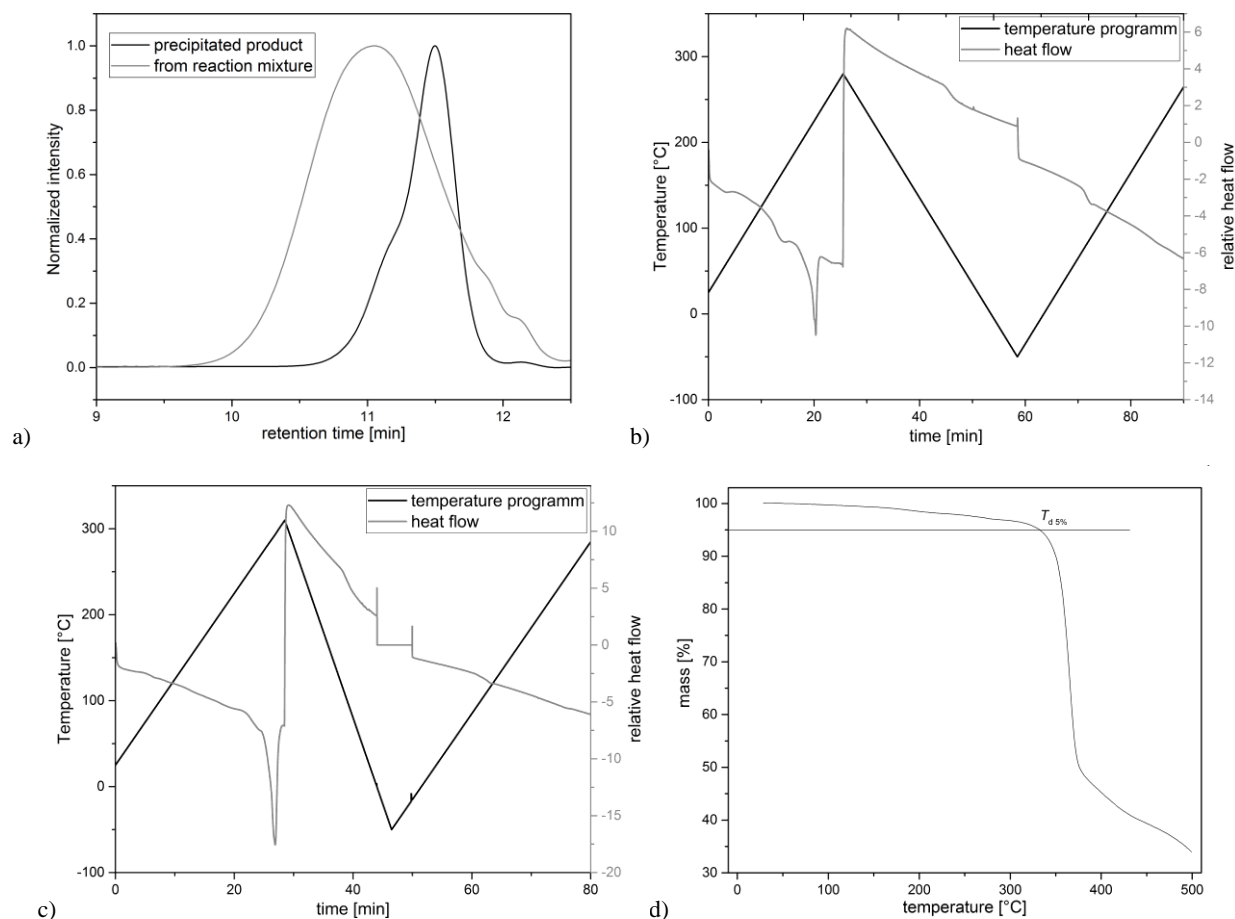 1.0
0.8
0.6
0.4
0.2
0.0
Normalized intensity
precipitated product
from reaction mixture
9
10
11
12
retention time [min]
a)
300
200
100
0
-100
Temperature [°C]
temperature programm
heat flow
6
4
2
0
-2
-4
-6
-8
-10
-12
-14
relative heat flow
0
20
40
60
80
time [min]
b)
300
200
100
0
-100
Temperature [°C]
temperature programm
heat flow
10
5
0
-5
-10
-15
-20
relative heat flow
0
20
40
60
80
time [min]
c)
100
90
80
70
60
50
40
30
mass [%]
T d 5%
0
100
200
300
400
500
temperature [°C]
d)